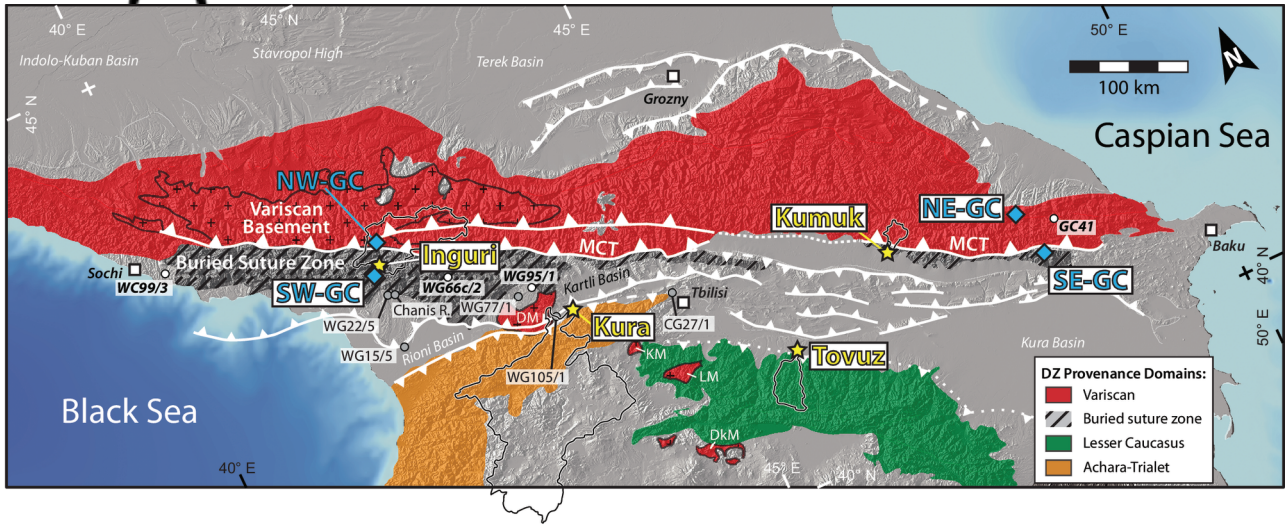 40° E
45° N
45° E
50° E
Indolo-Kuban Basin
Stavropol High
Terek Basin
N
100 km
Grozny
45° N
Caspian Sea
NW-GC
Variscan
Basement
Kumuk
NE-GC
GC41
MCT
MCT
Baku
Inguri
Buried Suture Zone
Sochi
WC99/3
SW-GC
WG66c/2
WG95/1
Kartli Basin
SE-GC
40° N
Chanis R.
WG77/1
Tbilisi
WG22/5
DM
Kura
CG27/1
Rioni Basin
WG15/5
KM
Tovuz
Kura Basin
50° E
WG105/1
LM
Black Sea
DkM
DZ Provenance Domains:
Variscan
Buried suture zone
Lesser Caucasus
Achara-Trialet
40° E
45° E
40° N